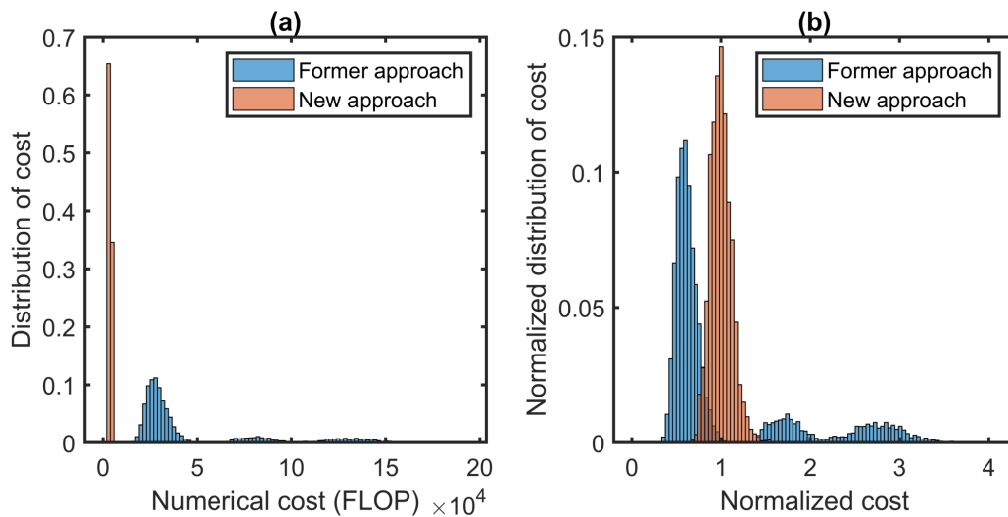 (a)
0.7
0.6
0.5
0.4
0.3
0.2
0.1
0
Distribution of cost
Former approach
New approach
0
5
10
15
20
Numerical cost (FLOP) ×10^4
(b)
0.15
0.1
0.05
0
Normalized distribution of cost
Former approach
New approach
0
1
2
3
4
Normalized cost